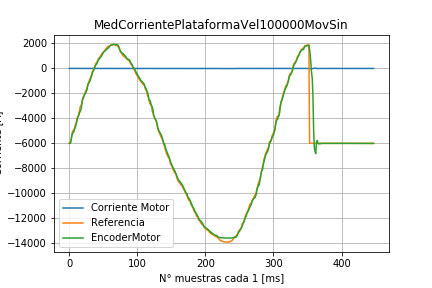 MedCorrientePlataformaVel100000MovSin
2000
0
−2000
−4000
−6000
−8000
−10000
−12000
−14000
Corriente Motor
Referencia
EncoderMotor
0
100
200
300
400
N° muestras cada 1 [ms]